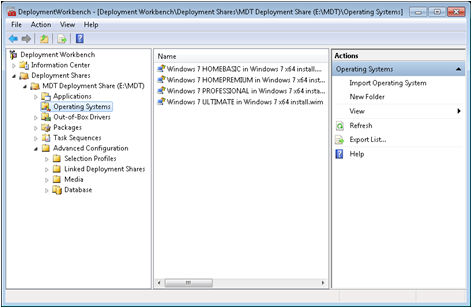 DeploymentWorkbench - [Deployment Workbench\Deployment Shares\MDT Deployment Share (E:\MDT)\Operating Systems]
File Action View Help
Deployment Workbench
Information Center
Deployment Shares
MDT Deployment Share (E:\MDT)
Applications
Operating Systems
Out-of-Box Drivers
Packages
Task Sequences
Advanced Configuration
Selection Profiles
Linked Deployment Shares
Media
Database
Name
Windows 7 HOMEBASIC in Windows 7 x64 install....
Windows 7 HOMEPREMIUM in Windows 7 x64 inst...
Windows 7 PROFESSIONAL in Windows 7 x64 insta...
Windows 7 ULTIMATE in Windows 7 x64 install.wim
Actions
Operating Systems
Import Operating System
New Folder
View
Refresh
Export List...
Help